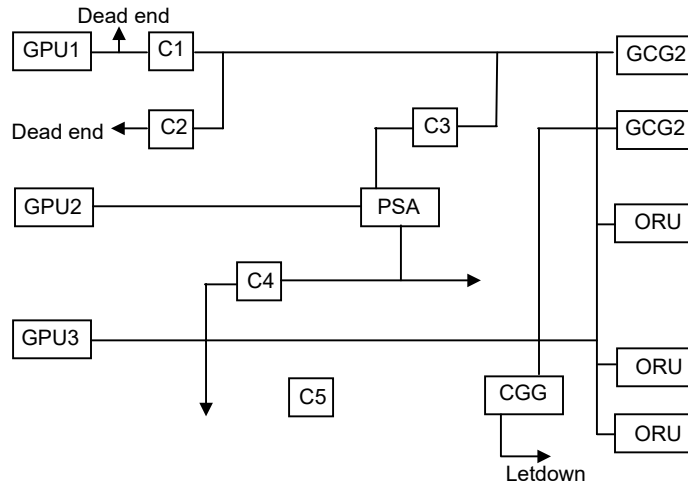 Dead end
GPU1
C1
GCG2
Dead end
C2
C3
GCG2
GPU2
PSA
ORU
C4
GPU3
ORU
C5
CGG
ORU
Letdown